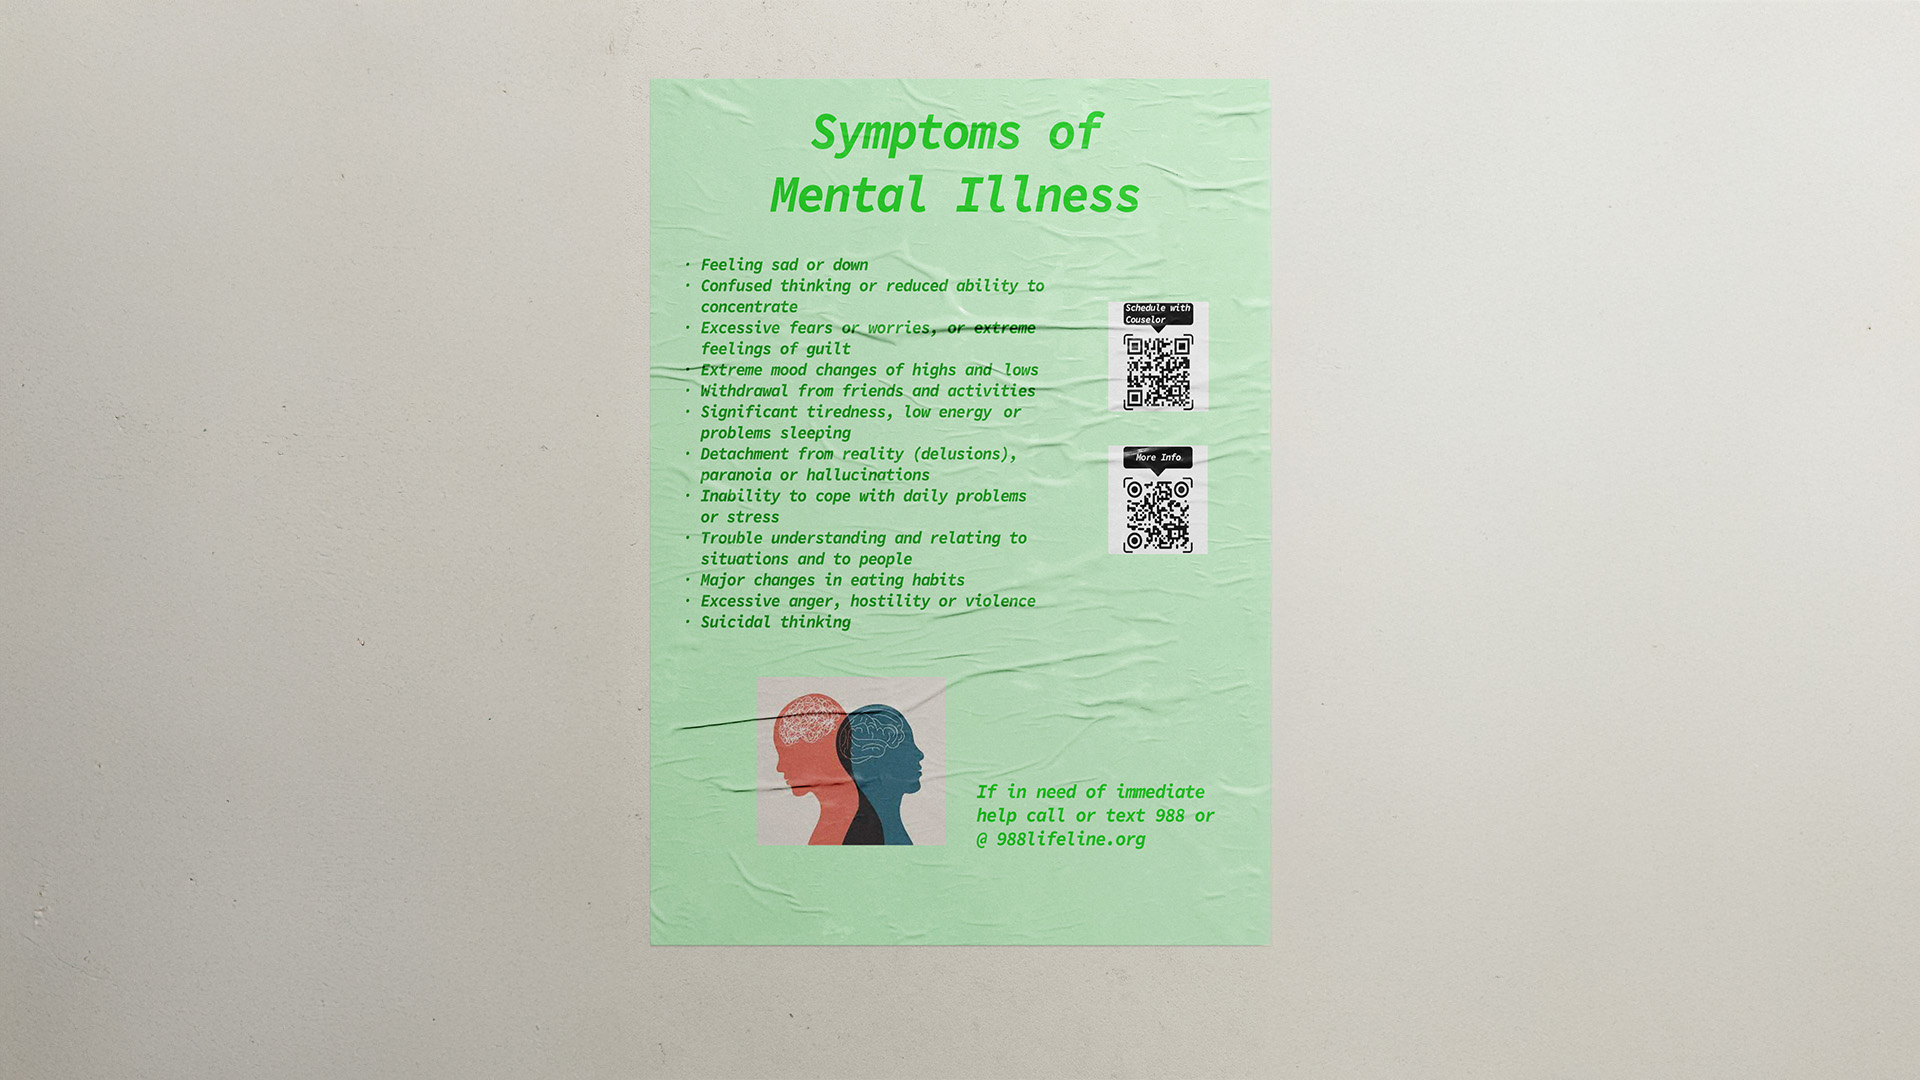 Symptoms of
Mental Illness
· Feeling sad or down
· Confused thinking or reduced ability to
concentrate
· Excessive fears or worries, or extreme
feelings of guilt
· Extreme mood changes of highs and lows
· Withdrawal from friends and activities
· Significant tiredness, low energy or
problems sleeping
· Detachment from reality (delusions),
paranoia or hallucinations
· Inability to cope with daily problems
or stress
· Trouble understanding and relating to
situations and to people
· Major changes in eating habits
· Excessive anger, hostility or violence
· Suicidal thinking
Schedule with
Couselor
More Info
If in need of immediate
help call or text 988 or
@ 988lifeline.org